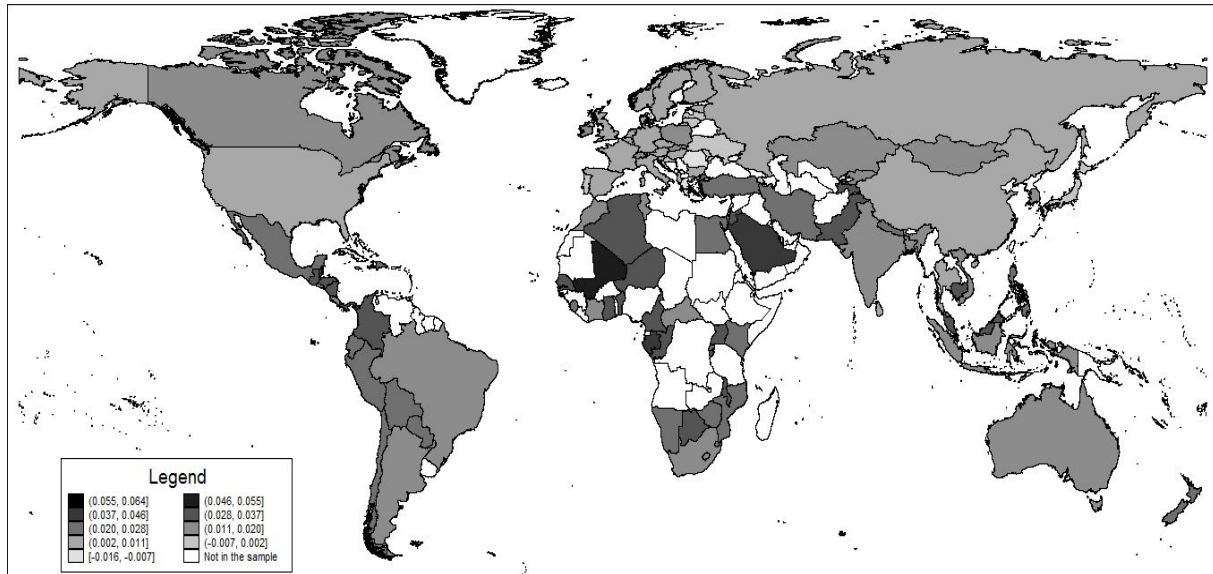 Legend
(0.055, 0.064] (0.046, 0.055]
(0.037, 0.046] (0.028, 0.037]
(0.020, 0.028] (0.011, 0.020]
(0.002, 0.011] (-0.007, 0.002]
[-0.016, -0.007] Not in the sample